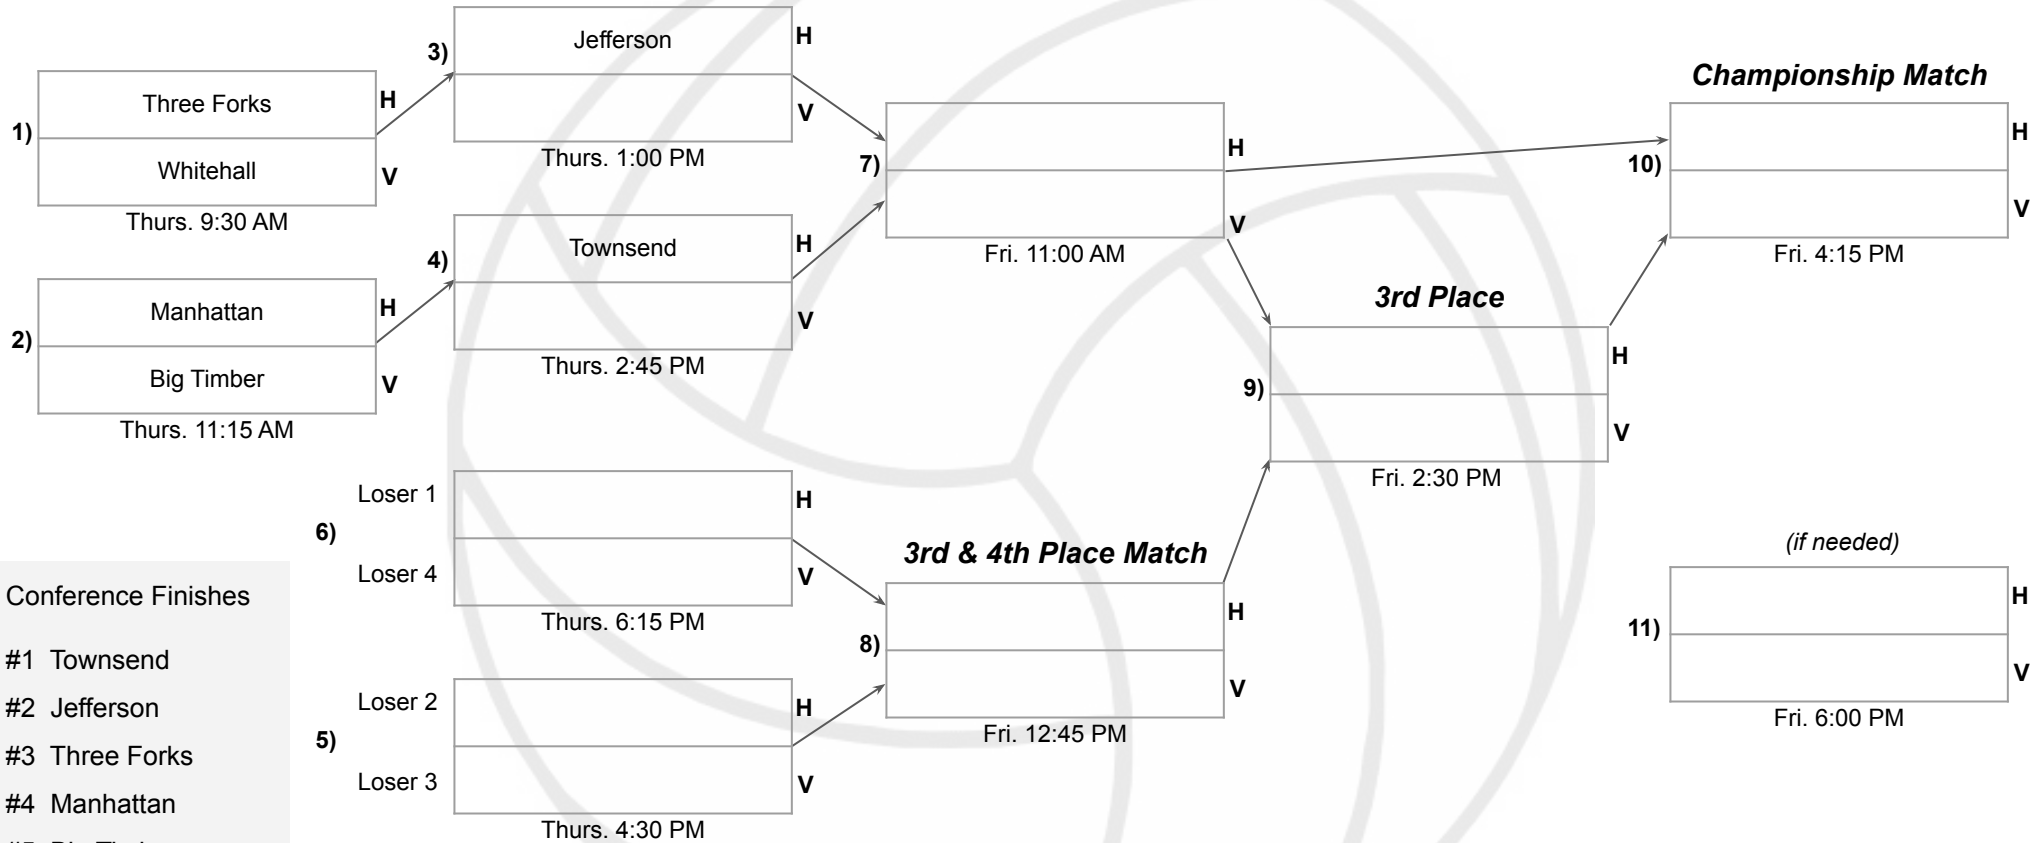 3)
Jefferson
H
V
Thurs. 1:00 PM
1)
Three Forks
H
Whitehall
V
Thurs. 9:30 AM
4)
Townsend
H
V
Thurs. 2:45 PM
2)
Manhattan
H
Big Timber
V
Thurs. 11:15 AM
7)
H
V
Fri. 11:00 AM
Championship Match
10)
H
V
Fri. 4:15 PM
3rd Place
9)
H
V
Fri. 2:30 PM
6)
Loser 1
H
Loser 4
V
Thurs. 6:15 PM
5)
Loser 2
H
Loser 3
V
Thurs. 4:30 PM
3rd & 4th Place Match
8)
H
V
Fri. 12:45 PM
(if needed)
11)
H
V
Fri. 6:00 PM
Conference Finishes
#1 Townsend
#2 Jefferson
#3 Three Forks
#4 Manhattan